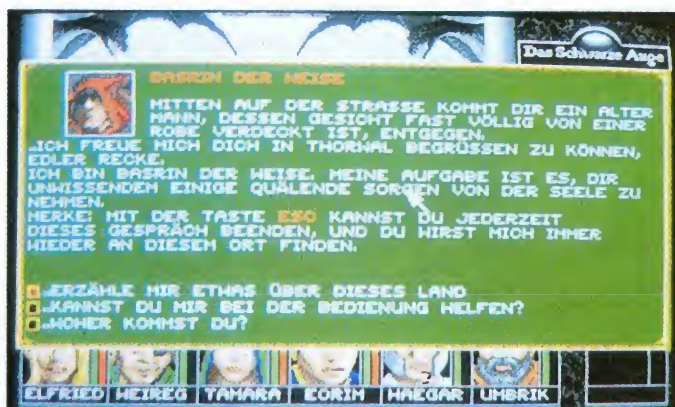 Das Schwarze Auge
BASRIN DER WEISE
MITTEN AUF DER STRASSE KOMMT DIR EIN ALTER
MANN, DESSEN GESICHT FAST VÖLLIG VON EINER
ROBE VERDECKT IST, ENTGEGEN.
„ICH FREUE MICH DICH IN THORWAL BEGRÜSSEN ZU KÖNNEN,
EDLER RECKE.
ICH BIN BASRIN DER WEISE. MEINE AUFGABE IST ES, DIR
UNWISSENDEM EINIGE QUÄLENDE SORGEN VON DER SEELE ZU
NEHMEN.
MERKE: MIT DER TASTE ESC KANNST DU JEDERZEIT
DIESES GESPRÄCH BEENDEN, UND DU WIRST MICH IMMER
WIEDER AN DIESEM ORT FINDEN.
„ERZÄHLE MIR ETWAS ÜBER DIESES LAND
„KANNST DU MIR BEI DER BEDIENUNG HELFEN?
„WOHER KOMMST DU?
ELFRIED WEIREG TAMARA EORIM HAEGAR UMBRIK